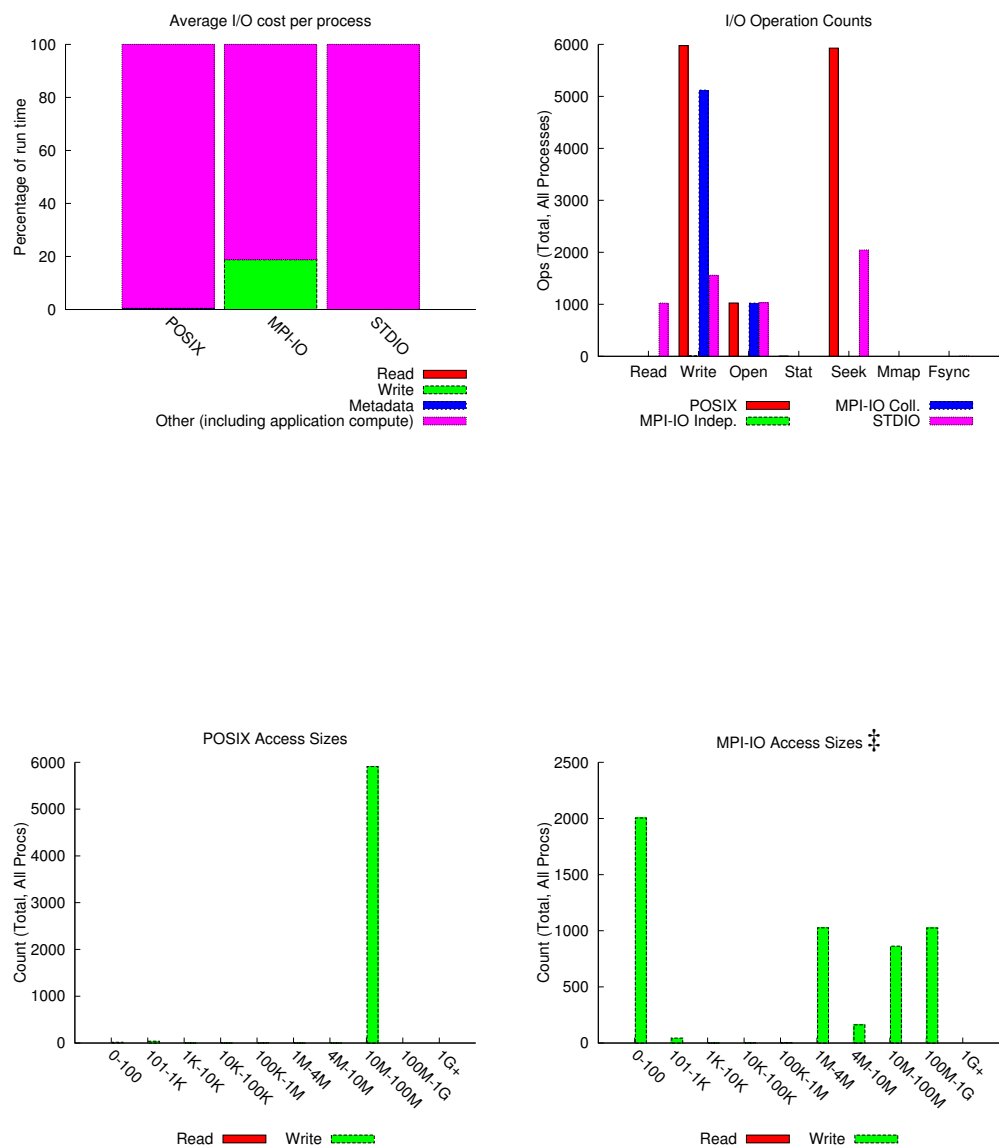 Average I/O cost per process
Percentage of run time
100
80
60
40
20
0
POSIX
MPI-IO
STDIO
Read
Write
Metadata
Other (including application compute)
I/O Operation Counts
Ops (Total, All Processes)
6000
5000
4000
3000
2000
1000
0
Read Write Open Stat Seek Mmap Fsync
POSIX
MPI-IO Indep.
MPI-IO Coll.
STDIO
POSIX Access Sizes
Count (Total, All Procs)
6000
5000
4000
3000
2000
1000
0
0-100
101-1K
1K-10K
10K-100K
100K-1M
1M-4M
4M-10M
10M-100M
100M-1G
1G+
Read Write
MPI-IO Access Sizes ‡
Count (Total, All Procs)
2500
2000
1500
1000
500
0
0-100
101-1K
1K-10K
10K-100K
100K-1M
1M-4M
4M-10M
10M-100M
100M-1G
1G+
Read Write